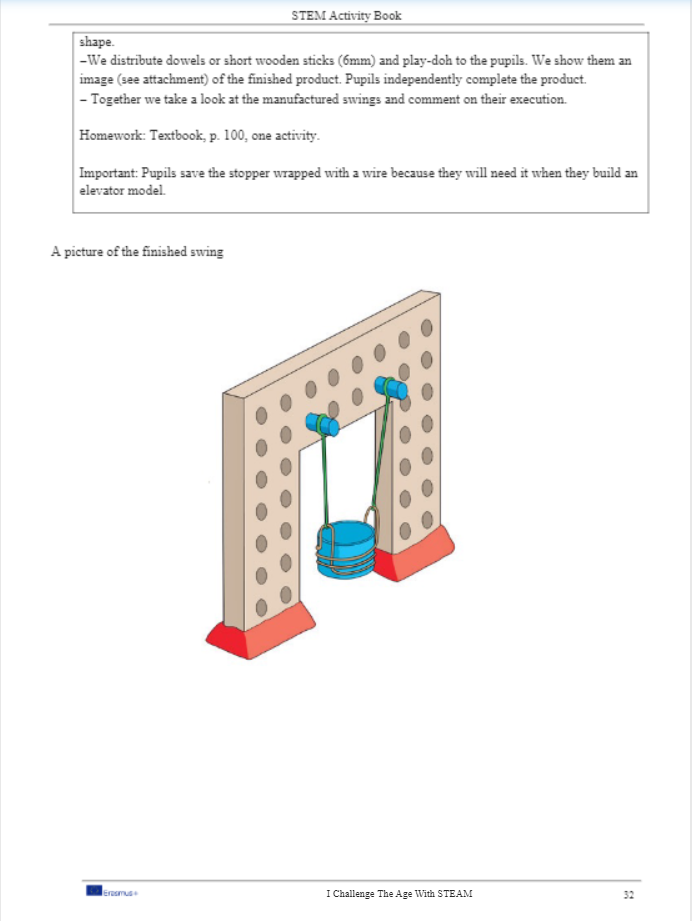 STEM Activity Book
shape.
–We distribute dowels or short wooden sticks (6mm) and play-doh to the pupils. We show them an
image (see attachment) of the finished product. Pupils independently complete the product.
– Together we take a look at the manufactured swings and comment on their execution.
Homework: Textbook, p. 100, one activity.
Important: Pupils save the stopper wrapped with a wire because they will need it when they build an
elevator model.
A picture of the finished swing
Erasmus+
I Challenge The Age With STEAM
32